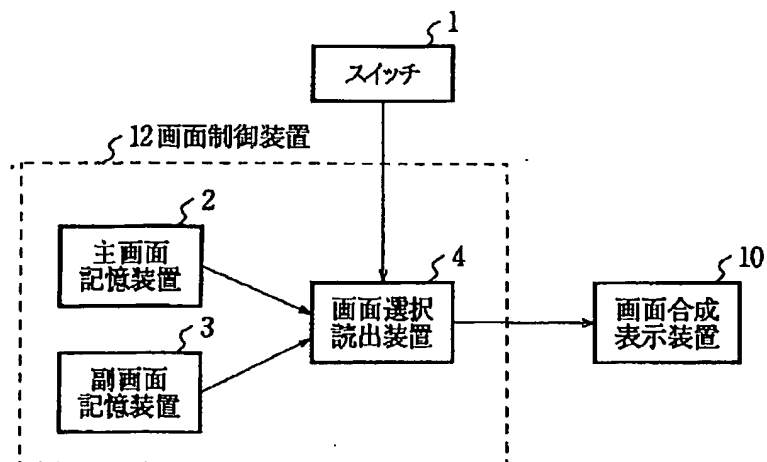 1
スイッチ
12画面制御装置
2
主画面
記憶装置
4
画面選択
読出装置
10
画面合成
表示装置
3
副画面
記憶装置